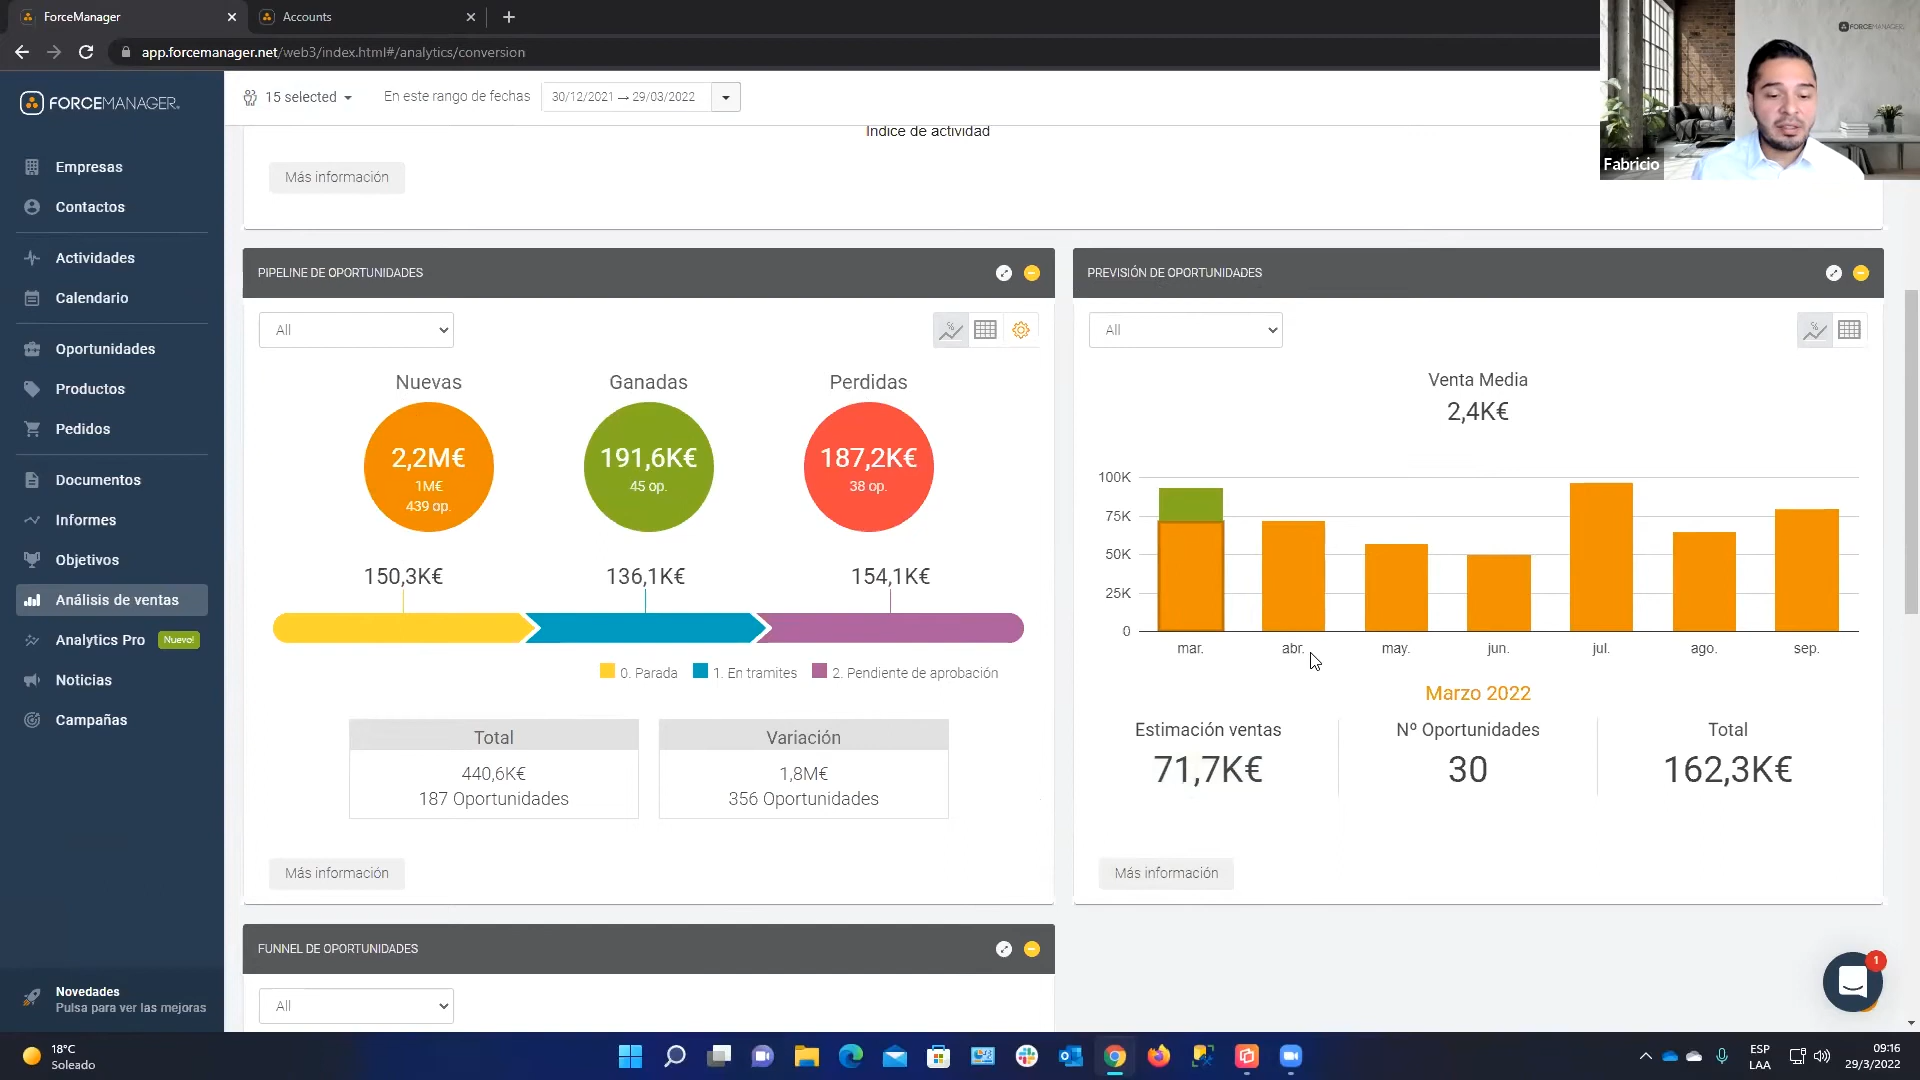 ForceManager
Accounts
app.forcemanager.net/web3/index.html#/analytics/conversion
FORCEMANAGER
15 selected
En este rango de fechas
30/12/2021 → 29/03/2022
FORCEMANAGER
Fabricio
Empresas
Contactos
Actividades
Calendario
Oportunidades
Productos
Pedidos
Documentos
Informes
Objetivos
Análisis de ventas
Analytics Pro Nuevo!
Noticias
Campañas
Novedades
Pulsa para ver las mejoras
Índice de actividad
Más información
PIPELINE DE OPORTUNIDADES
All
%
Nuevas Ganadas Perdidas
2,2M€ 191,6K€ 187,2K€
1M€ 45 op. 38 op.
439 op.
150,3K€ 136,1K€ 154,1K€
0. Parada 1. En tramites 2. Pendiente de aprobación
Total Variación
440,6K€ 1,8M€
187 Oportunidades 356 Oportunidades
Más información
PREVISIÓN DE OPORTUNIDADES
All
%
Venta Media
2,4K€
100K
75K
50K
25K
0
mar. abr. may. jun. jul. ago. sep.
Marzo 2022
Estimación ventas Nº Oportunidades Total
71,7K€ 30 162,3K€
Más información
FUNNEL DE OPORTUNIDADES
All
1
18°C
Soleado
ESP
LAA
09:16
29/3/2022